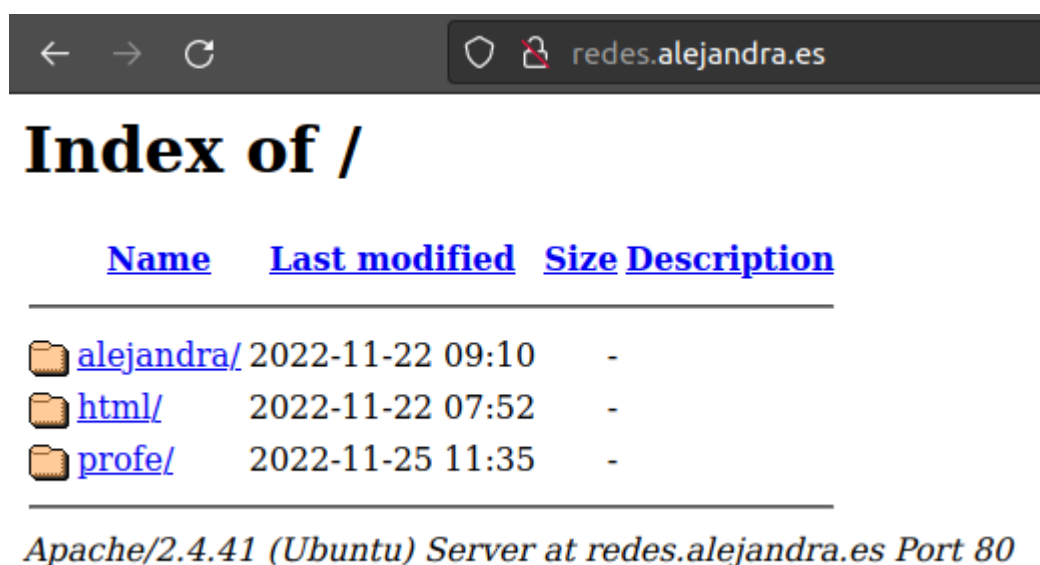 redes.alejandra.es
Index of /
Name Last modified Size Description
alejandra/ 2022-11-22 09:10 -
html/ 2022-11-22 07:52 -
profe/ 2022-11-25 11:35 -
Apache/2.4.41 (Ubuntu) Server at redes.alejandra.es Port 80